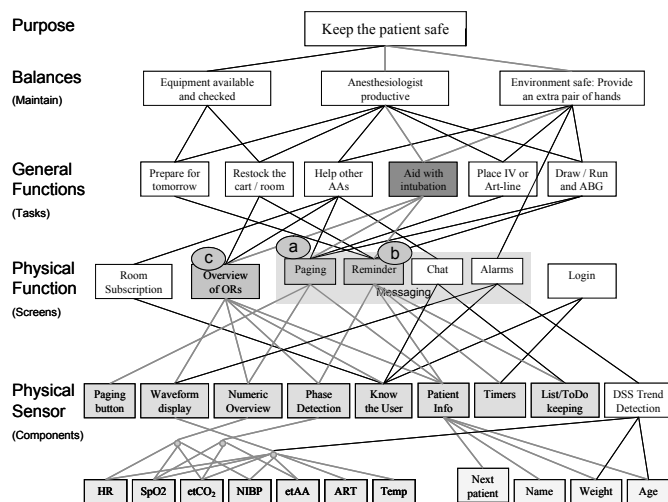 Purpose
Keep the patient safe
Balances
(Maintain)
Equipment available
and checked
Anesthesiologist
productive
Environment safe: Provide
an extra pair of hands
General
Functions
(Tasks)
Prepare for
tomorrow
Restock the
cart / room
Help other
AAs
Aid with
intubation
Place IV or
Art-line
Draw / Run
and ABG
Physical
Function
(Screens)
c
a
b
Room
Subscription
Overview
of ORs
Paging
Reminder
Chat
Alarms
Login
Messaging
Physical
Sensor
(Components)
Paging
button
Waveform
display
Numeric
Overview
Phase
Detection
Know
the User
Patient
Info
Timers
List/ToDo
keeping
DSS Trend
Detection
HR
SpO2
etCO₂
NIBP
etAA
ART
Temp
Next
patient
Name
Weight
Age